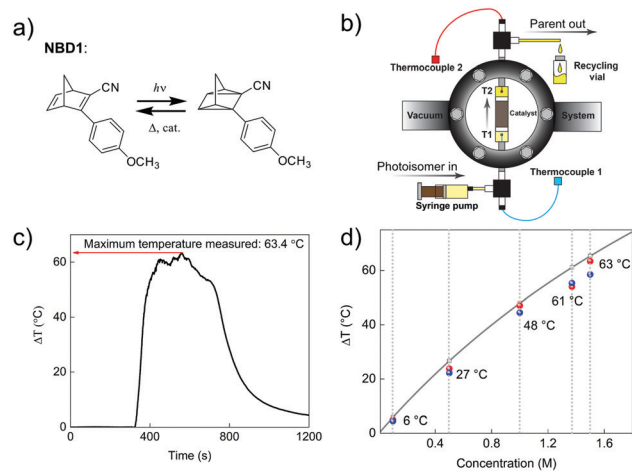 a)
NBD1:
CN
hν
Δ, cat.
OCH3
CN
OCH3
b)
Parent out
Thermocouple 2
Recycling
vial
T2
Catalyst
T1
Vacuum
System
Photoisomer in
Thermocouple 1
Syringe pump
c)
Maximum temperature measured: 63.4 °C
60
40
20
0
ΔT (°C)
0
400
800
1200
Time (s)
d)
60
40
20
0
ΔT (°C)
6 °C
27 °C
48 °C
61 °C
63 °C
0.4
0.8
1.2
1.6
Concentration (M)